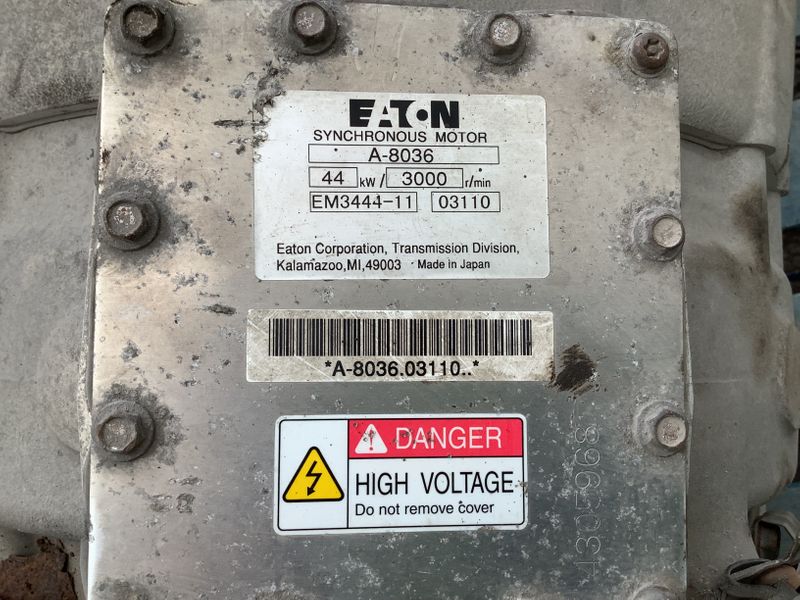 EATON
SYNCHRONOUS MOTOR
A-8036
44 kW/ 3000 r/min
EM3444-11 03110
Eaton Corporation, Transmission Division,
Kalamazoo,MI,49003 Made in Japan
*A-8036.03110..*
DANGER
HIGH VOLTAGE
Do not remove cover
1305968